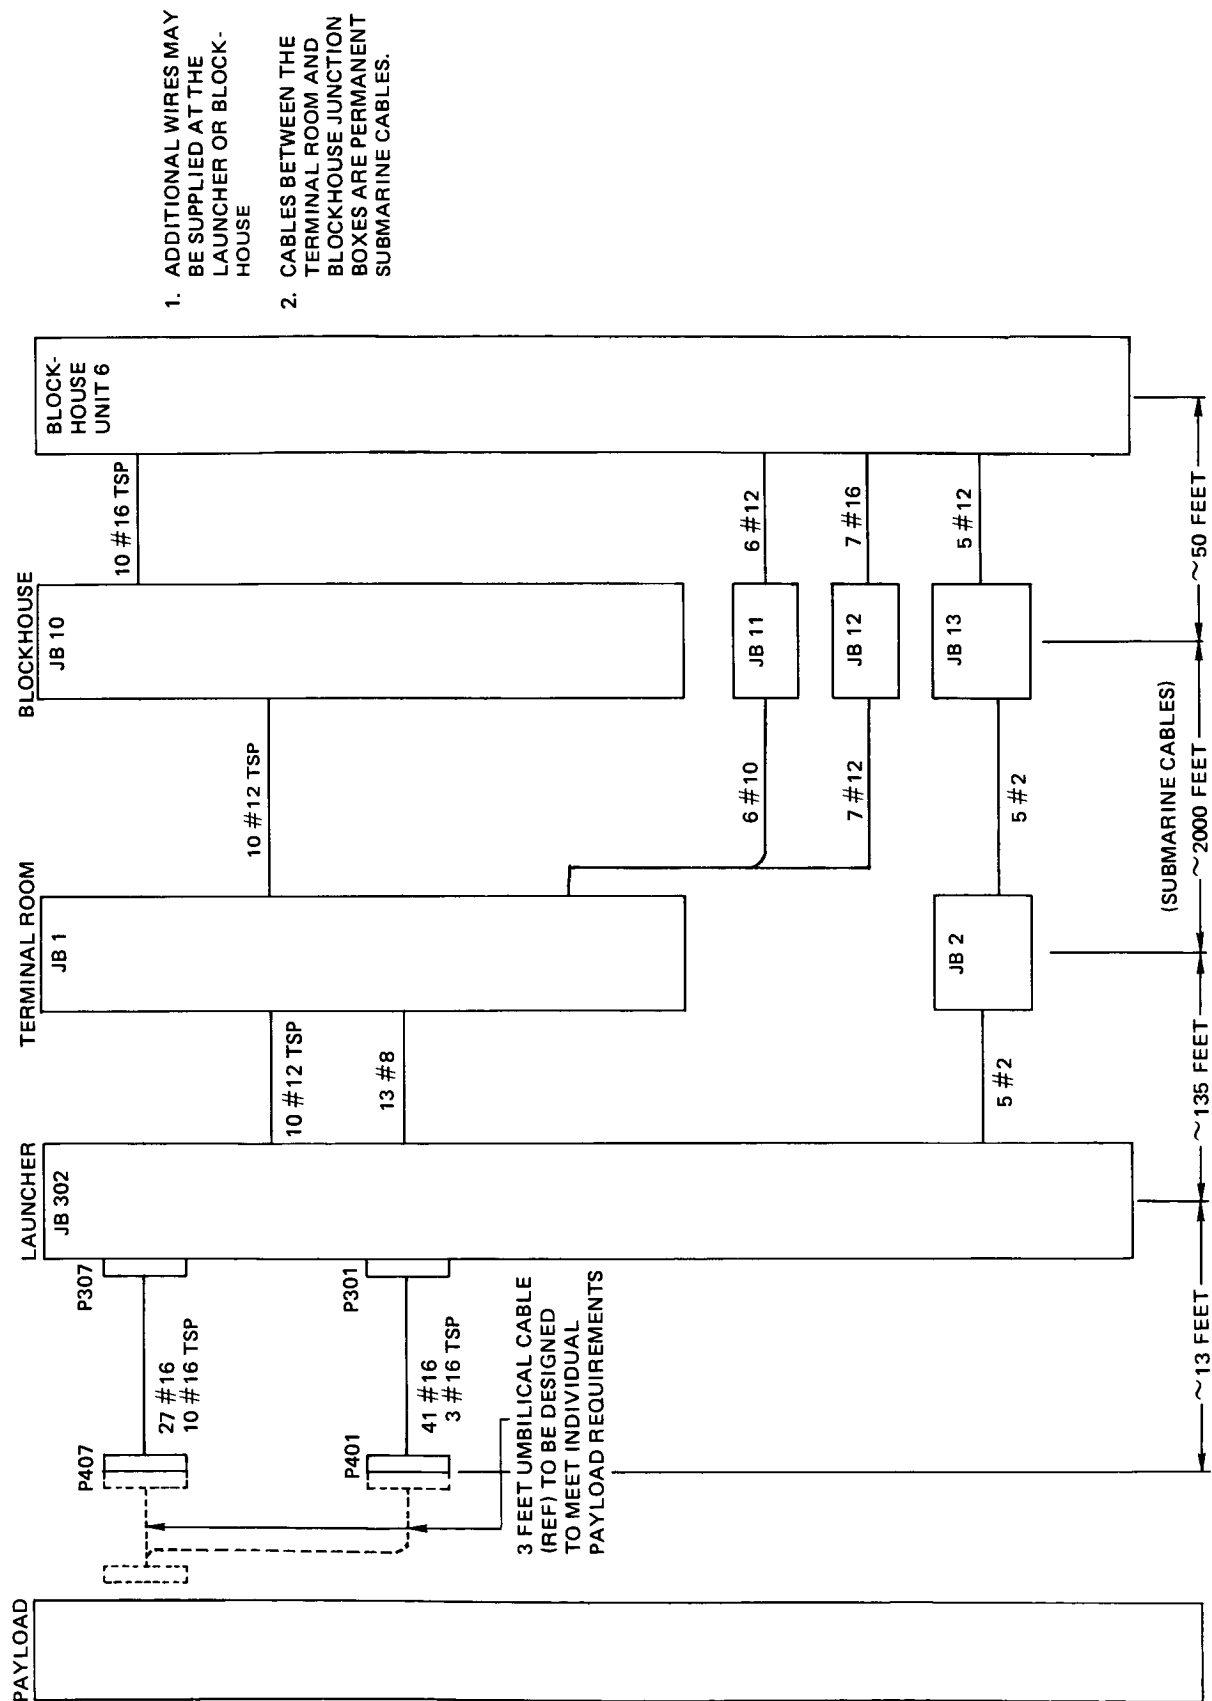 PAYLOAD
P407
27 #16
10 #16 TSP
P307
P401
41 #16
3 #16 TSP
P301
3 FEET UMBILICAL CABLE
(REF) TO BE DESIGNED
TO MEET INDIVIDUAL
PAYLOAD REQUIREMENTS
~13 FEET
LAUNCHER
JB 302
10 #12 TSP
13 #8
5 #2
~135 FEET
TERMINAL ROOM
JB 1
JB 2
10 #12 TSP
6 #10
7 #12
5 #2
(SUBMARINE CABLES)
~2000 FEET
BLOCKHOUSE
JB 10
JB 11
JB 12
JB 13
10 #16 TSP
6 #12
7 #16
5 #12
~50 FEET
BLOCK-
HOUSE
UNIT 6
1. ADDITIONAL WIRES MAY
BE SUPPLIED AT THE
LAUNCHER OR BLOCK-
HOUSE
2. CABLES BETWEEN THE
TERMINAL ROOM AND
BLOCKHOUSE JUNCTION
BOXES ARE PERMANENT
SUBMARINE CABLES.